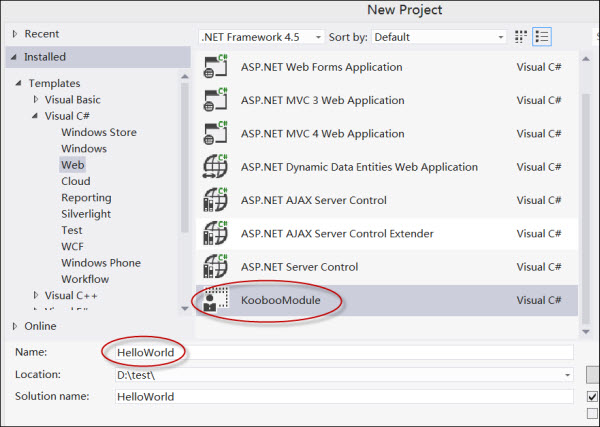 New Project
Recent
Installed
Templates
Visual Basic
Visual C#
Windows Store
Windows
Web
Cloud
Reporting
Silverlight
Test
WCF
Windows Phone
Workflow
Visual C++
Online
.NET Framework 4.5
Sort by: Default
ASP.NET Web Forms Application Visual C#
ASP.NET MVC 3 Web Application Visual C#
ASP.NET MVC 4 Web Application Visual C#
ASP.NET Dynamic Data Entities Web Application Visual C#
ASP.NET AJAX Server Control Visual C#
ASP.NET AJAX Server Control Extender Visual C#
ASP.NET Server Control Visual C#
KoobooModule Visual C#
Name: HelloWorld
Location: D:\test\
Solution name: HelloWorld